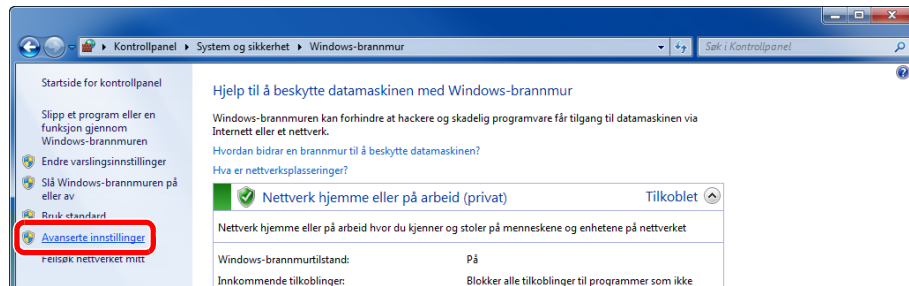 Kontrollpanel ▸ System og sikkerhet ▸ Windows-brannmur
Søk i Kontrollpanel
Startside for kontrollpanel
Slipp et program eller en
funksjon gjennom
Windows-brannmuren
Endre varslingsinnstillinger
Slå Windows-brannmuren på
eller av
Bruk standard
Avanserte innstillinger
Feilsøk nettverket mitt
Hjelp til å beskytte datamaskinen med Windows-brannmur
Windows-brannmuren kan forhindre at hackere og skadelig programvare får tilgang til datamaskinen via
Internett eller et nettverk.
Hvordan bidrar en brannmur til å beskytte datamaskinen?
Hva er nettverksplasseringer?
Nettverk hjemme eller på arbeid (privat) Tilkoblet
Nettverk hjemme eller på arbeid hvor du kjenner og stoler på menneskene og enhetene på nettverket
Windows-brannmurtilstand: På
Innkommende tilkoblinger: Blokker alle tilkoblinger til programmer som ikke